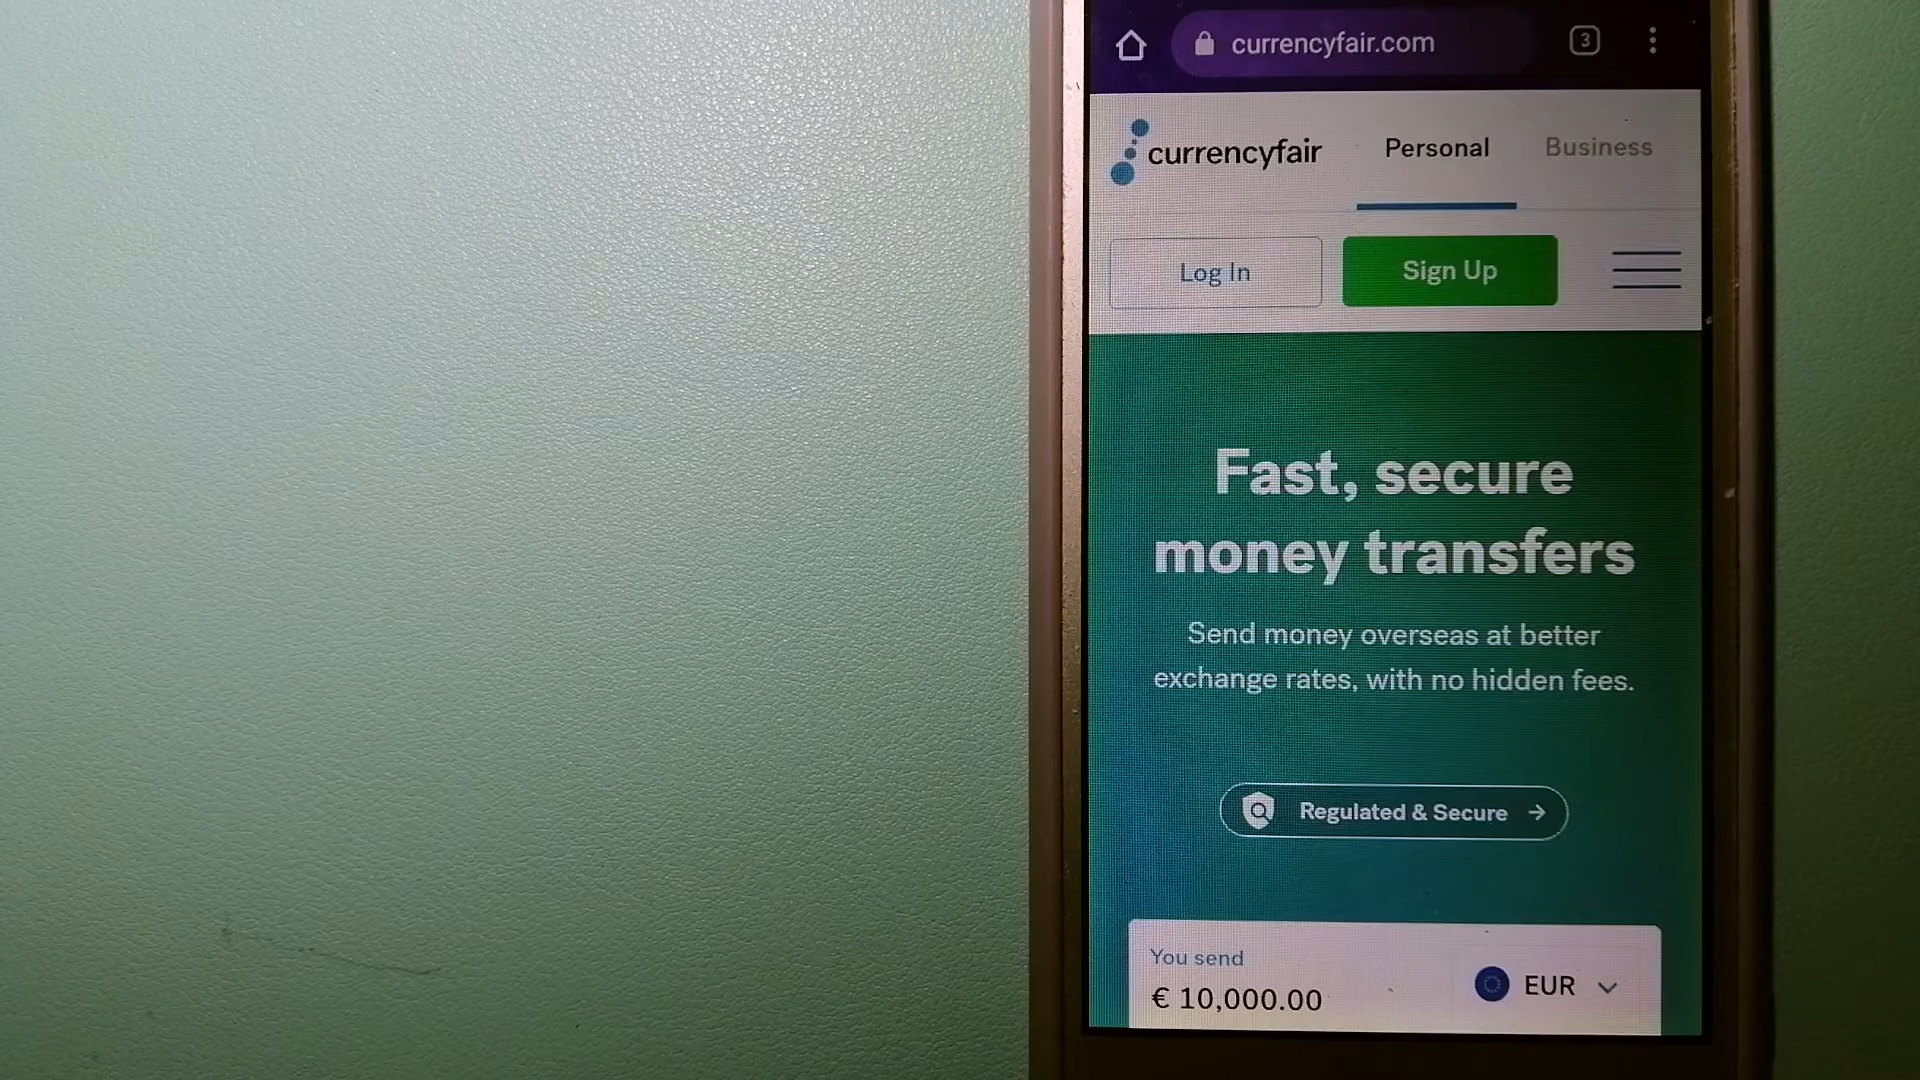 currencyfair.com
3
currencyfair
Personal
Business
Log In
Sign Up
Fast, secure
money transfers
Send money overseas at better
exchange rates, with no hidden fees.
Regulated & Secure →
You send
€ 10,000.00
EUR